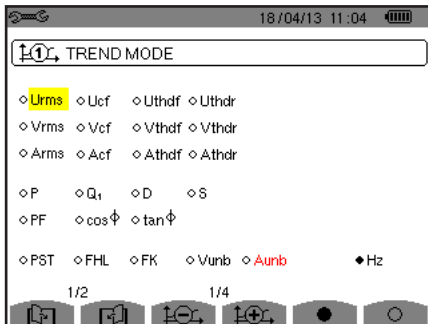 18/04/13 11:04
1 TREND MODE
Urms Ucf Uthdf Uthdr
Vrms Vcf Vthdf Vthdr
Arms Acf Athdf Athdr
P Q₁ D S
PF cosΦ tanΦ
PST FHL FK Vunb Aunb Hz
1/2 1/4